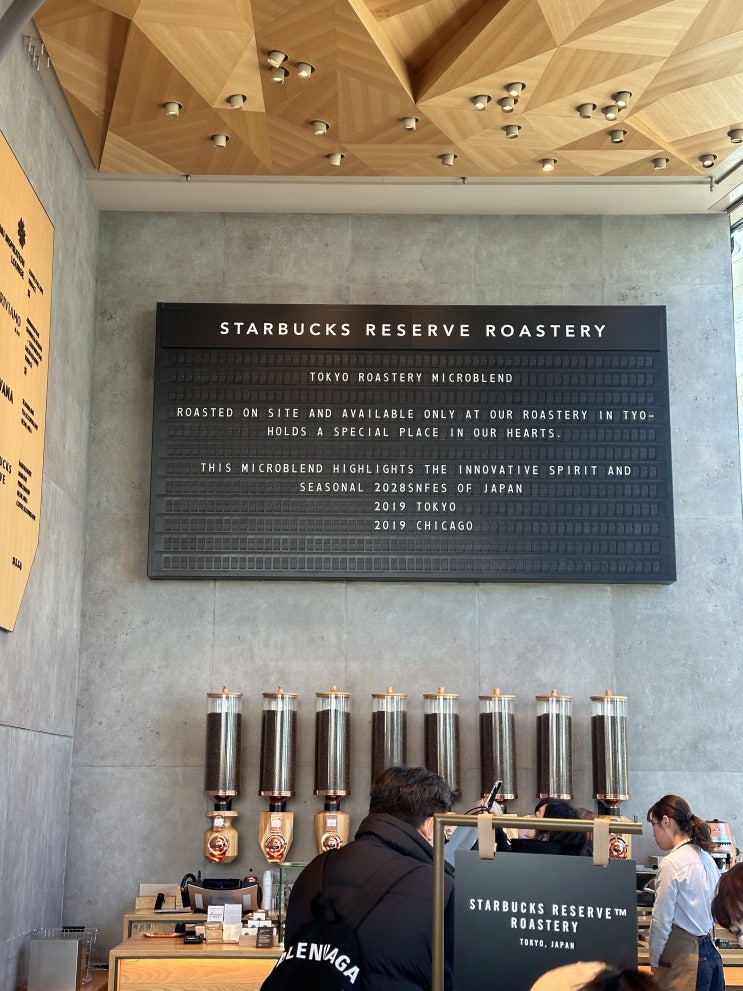 STARBUCKS RESERVE ROASTERY
TOKYO ROASTERY MICROBLEND
ROASTED ON SITE AND AVAILABLE ONLY AT OUR ROASTERY IN TYO-
HOLDS A SPECIAL PLACE IN OUR HEARTS.
THIS MICROBLEND HIGHLIGHTS THE INNOVATIVE SPIRIT AND
SEASONAL 2028SNFES OF JAPAN
2019 TOKYO
2019 CHICAGO
LOUNGE
STARBUCKS RESERVE™
ROASTERY
TOKYO, JAPAN